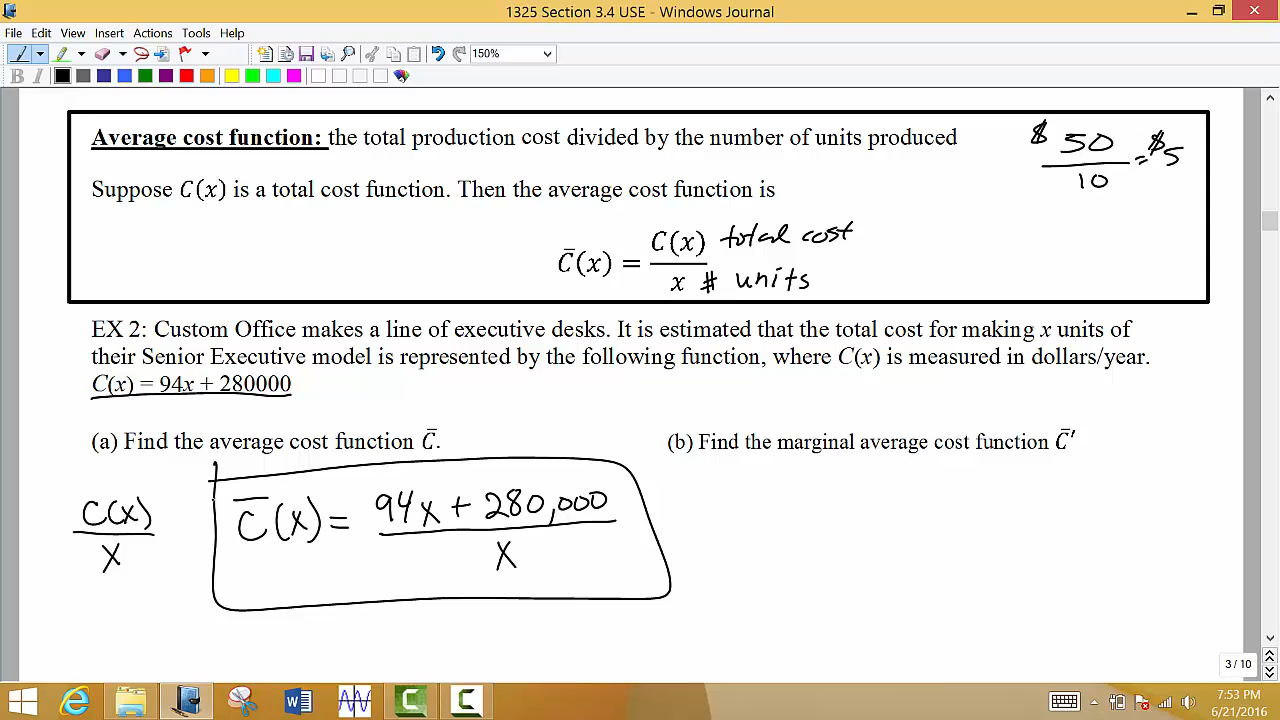 1325 Section 3.4 USE - Windows Journal
File Edit View Insert Actions Tools Help
150%
B I
Average cost function: the total production cost divided by the number of units produced
$50/10 = $5
Suppose C(x) is a total cost function. Then the average cost function is
C̄(x) = C(x)/x
total cost
# units
EX 2: Custom Office makes a line of executive desks. It is estimated that the total cost for making x units of
their Senior Executive model is represented by the following function, where C(x) is measured in dollars/year.
C(x) = 94x + 280000
(a) Find the average cost function C̄.
(b) Find the marginal average cost function C̄′
C(x)/x
C̄(x) = (94x + 280,000)/x
3 / 10
7:53 PM
6/21/2016